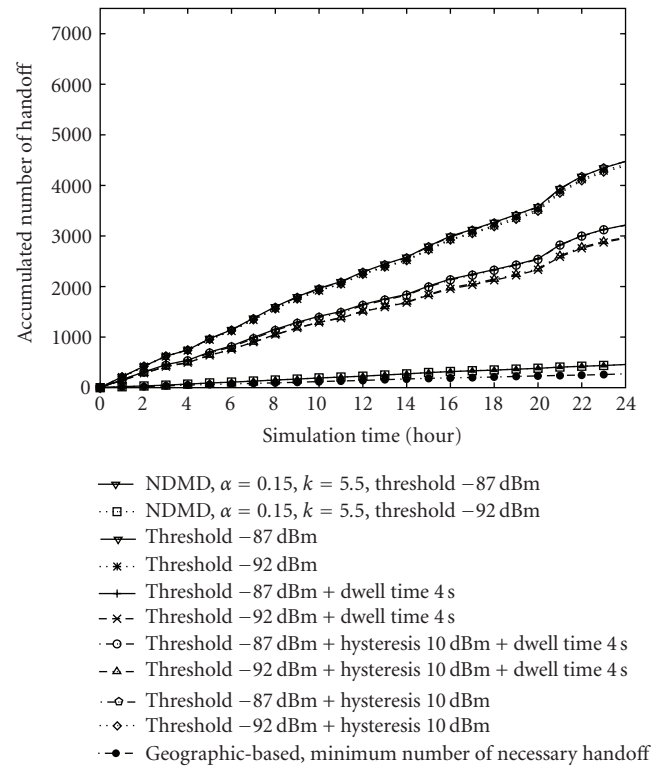 7000
6000
5000
4000
3000
2000
1000
0
Accumulated number of handoff
0 2 4 6 8 10 12 14 16 18 20 22 24
Simulation time (hour)
NDMD, α = 0.15, k = 5.5, threshold −87 dBm
NDMD, α = 0.15, k = 5.5, threshold −92 dBm
Threshold −87 dBm
Threshold −92 dBm
Threshold −87 dBm + dwell time 4 s
Threshold −92 dBm + dwell time 4 s
Threshold −87 dBm + hysteresis 10 dBm + dwell time 4 s
Threshold −92 dBm + hysteresis 10 dBm + dwell time 4 s
Threshold −87 dBm + hysteresis 10 dBm
Threshold −92 dBm + hysteresis 10 dBm
Geographic-based, minimum number of necessary handoff